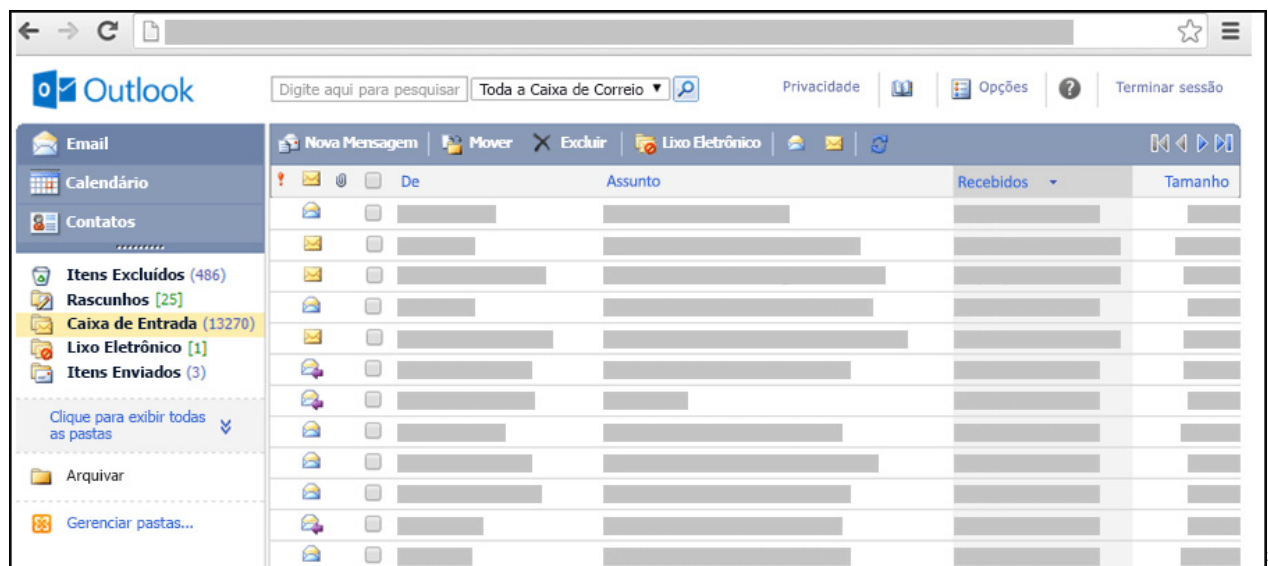 Outlook
Digite aqui para pesquisar Toda a Caixa de Correio Privacidade Opções Terminar sessão
Email
Nova Mensagem Mover Excluir Lixo Eletrônico
Calendário
De Assunto Recebidos Tamanho
Contatos
Itens Excluídos (486)
Rascunhos [25]
Caixa de Entrada (13270)
Lixo Eletrônico [1]
Itens Enviados (3)
Clique para exibir todas
as pastas
Arquivar
Gerenciar pastas...